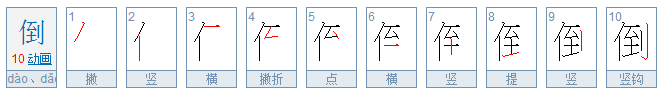 倒
10 动画
dào、dǎo
1 撇
2 竖
3 横
4 撇折
5 点
6 横
7 竖
8 提
9 竖
10 竖钩